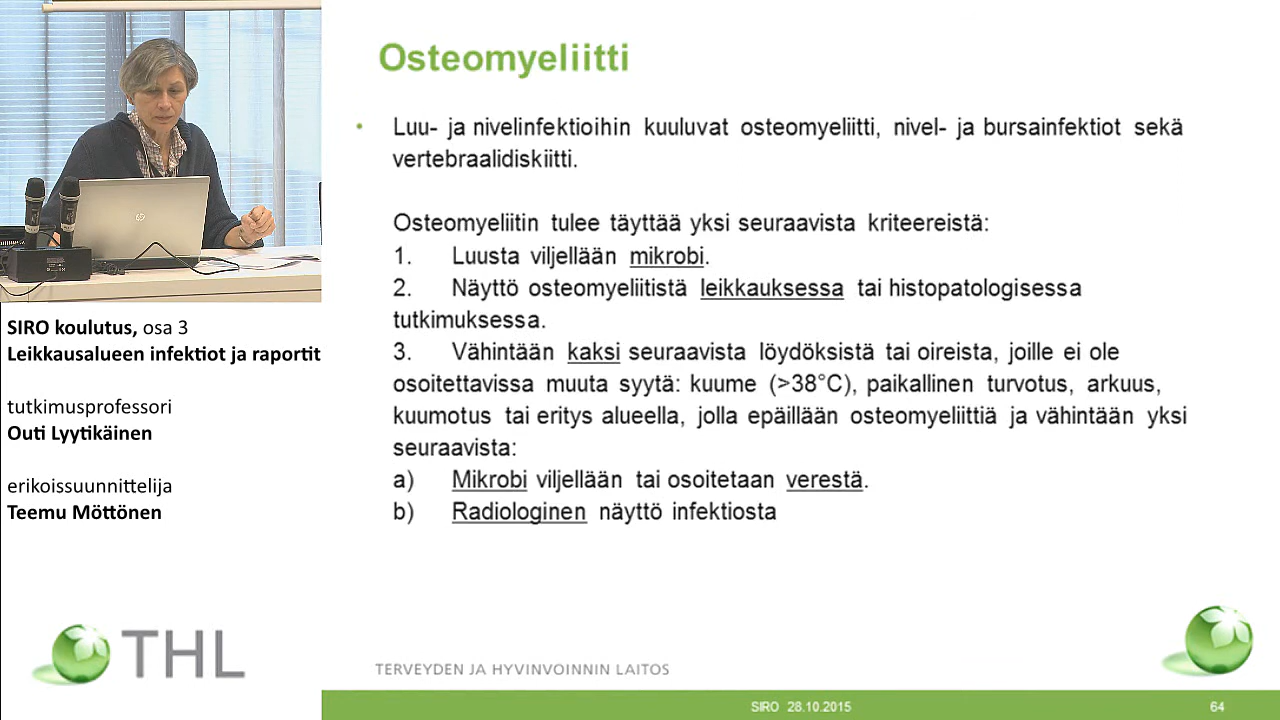 Osteomyeliitti
• Luu- ja nivelinfektioihin kuuluvat osteomyeliitti, nivel- ja bursainfektiot sekä
vertebraalidiskiitti.
Osteomyeliitin tulee täyttää yksi seuraavista kriteereistä:
1. Luusta viljellään mikrobi.
2. Näyttö osteomyeliitistä leikkauksessa tai histopatologisessa
tutkimuksessa.
3. Vähintään kaksi seuraavista löydöksistä tai oireista, joille ei ole
osoitettavissa muuta syytä: kuume (>38°C), paikallinen turvotus, arkuus,
kuumotus tai eritys alueella, jolla epäillään osteomyeliittiä ja vähintään yksi
seuraavista:
a) Mikrobi viljellään tai osoitetaan verestä.
b) Radiologinen näyttö infektiosta
SIRO koulutus, osa 3
Leikkausalueen infektiot ja raportit
tutkimusprofessori
Outi Lyytikäinen
erikoissuunnittelija
Teemu Möttönen
THL
TERVEYDEN JA HYVINVOINNIN LAITOS
SIRO 28.10.2015
64
hp